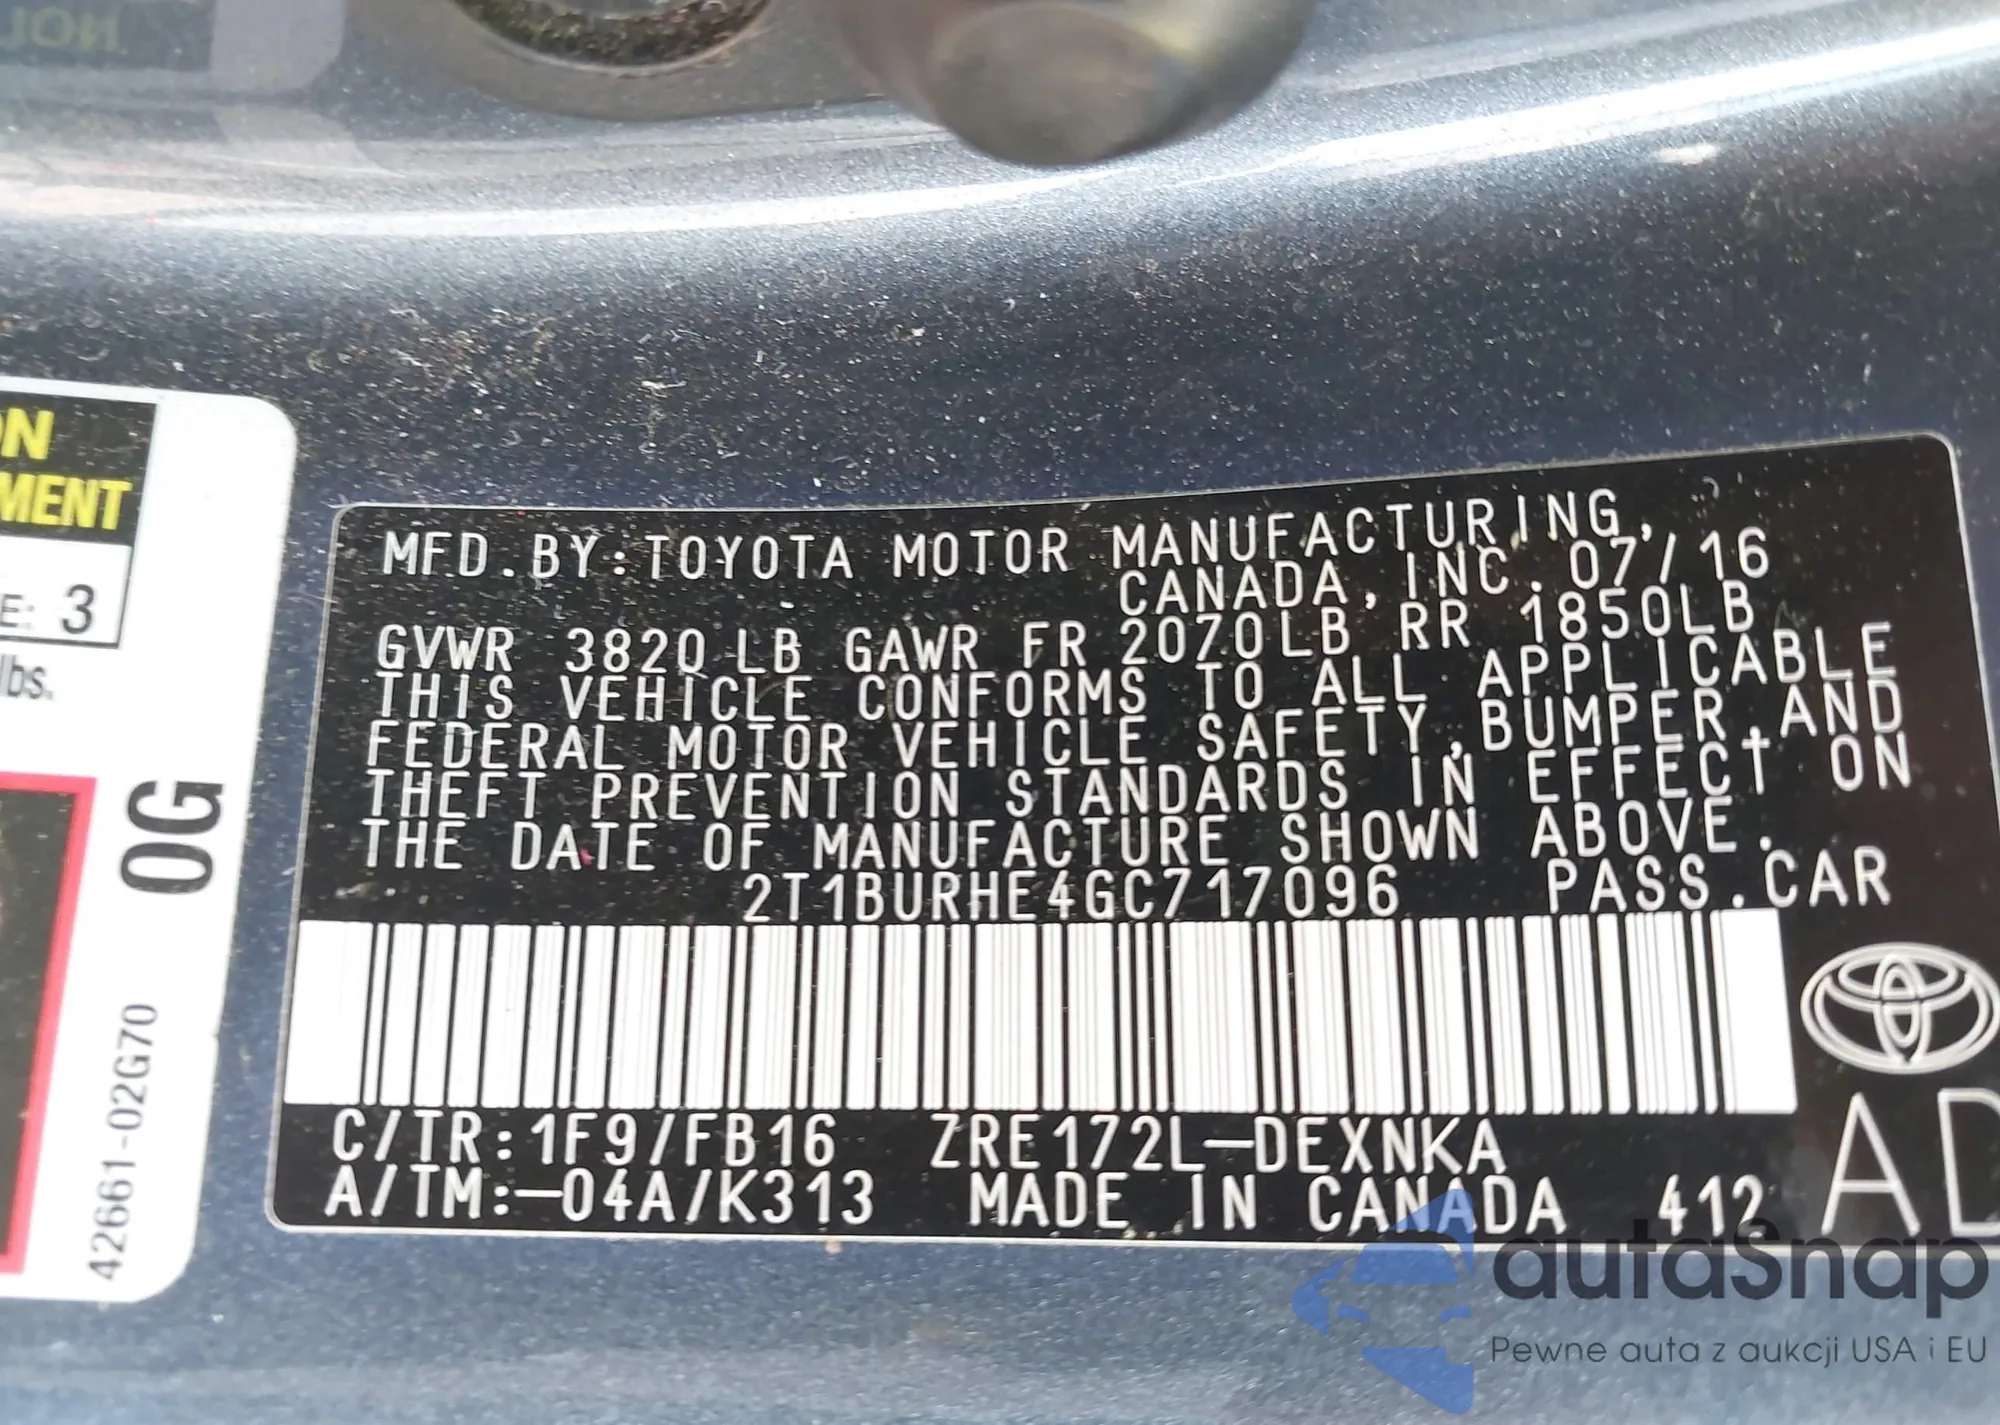 ON
MENT
E: 3
lbs.
0G
42661-02G70
MFD.BY:TOYOTA MOTOR MANUFACTURING,
CANADA, INC. 07/16
GVWR 3820 LB GAWR FR 2070LB RR 1850LB
THIS VEHICLE CONFORMS TO ALL APPLICABLE
FEDERAL MOTOR VEHICLE SAFETY,BUMPER,AND
THEFT PREVENTION STANDARDS IN EFFECT ON
THE DATE OF MANUFACTURE SHOWN ABOVE.
2T1BURHE4GC717096 PASS.CAR
C/TR:1F9/FB16 ZRE172L-DEXNKA
A/TM:-04A/K313 MADE IN CANADA 412
AD
autaSnap
Pewne auta z aukcji USA i EU